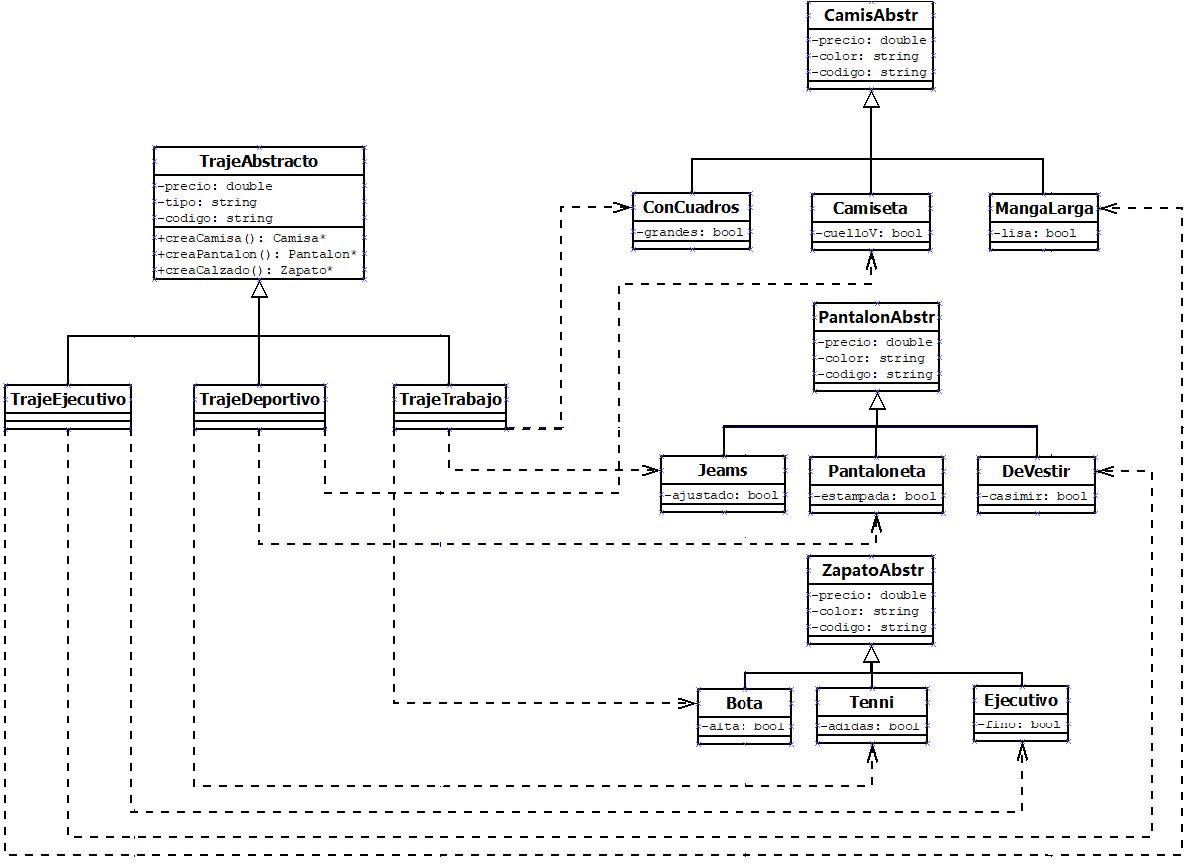 CamisAbstr
-precio: double
-color: string
-codigo: string
TrajeAbstracto
-precio: double
-tipo: string
-codigo: string
+creaCamisa(): Camisa*
+creaPantalon(): Pantalon*
+creaCalzado(): Zapato*
ConCuadros
-grandes: bool
Camiseta
-cuelloV: bool
MangaLarga
-lisa: bool
PantalonAbstr
-precio: double
-color: string
-codigo: string
TrajeEjecutivo
TrajeDeportivo
TrajeTrabajo
Jeams
-ajustado: bool
Pantaloneta
-estampada: bool
DeVestir
-casimir: bool
ZapatoAbstr
-precio: double
-color: string
-codigo: string
Bota
-alta: bool
Tenni
-adidas: bool
Ejecutivo
-fino: bool